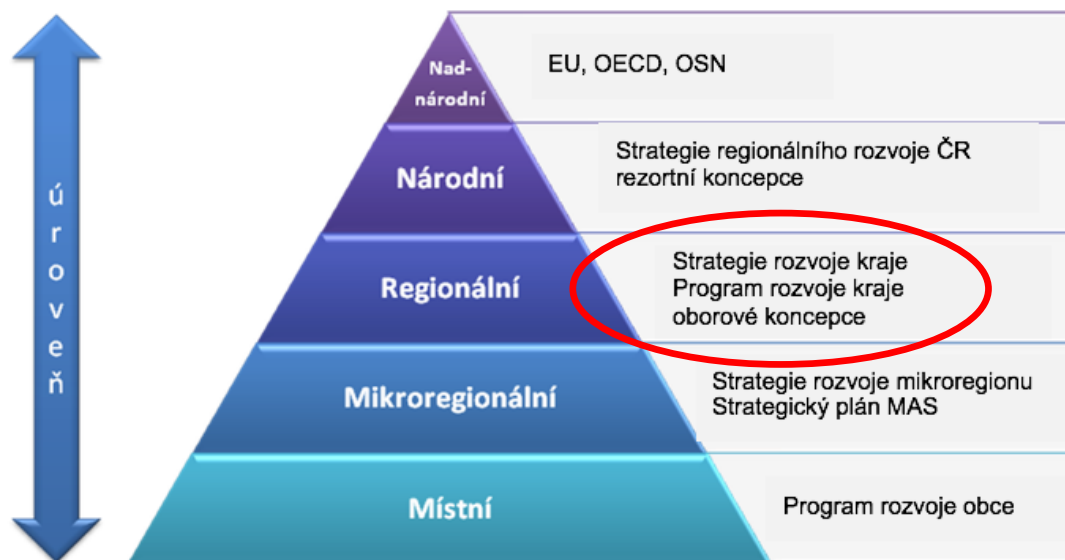 úroveň
Nad-
národní
EU, OECD, OSN
Národní
Strategie regionálního rozvoje ČR
rezortní koncepce
Regionální
Strategie rozvoje kraje
Program rozvoje kraje
oborové koncepce
Mikroregionální
Strategie rozvoje mikroregionu
Strategický plán MAS
Místní
Program rozvoje obce